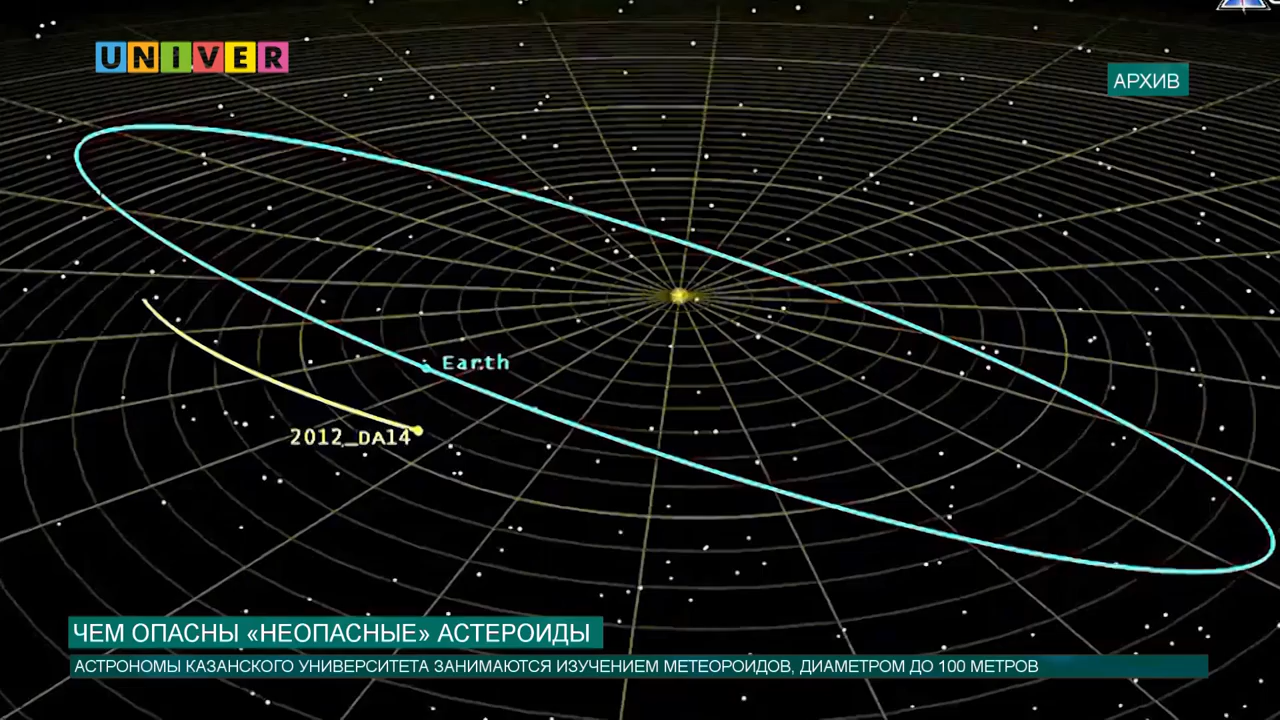 UNIVER
АРХИВ
Earth
2012_DA14
ЧЕМ ОПАСНЫ «НЕОПАСНЫЕ» АСТЕРОИДЫ
АСТРОНОМЫ КАЗАНСКОГО УНИВЕРСИТЕТА ЗАНИМАЮТСЯ ИЗУЧЕНИЕМ МЕТЕОРОИДОВ, ДИАМЕТРОМ ДО 100 МЕТРОВ